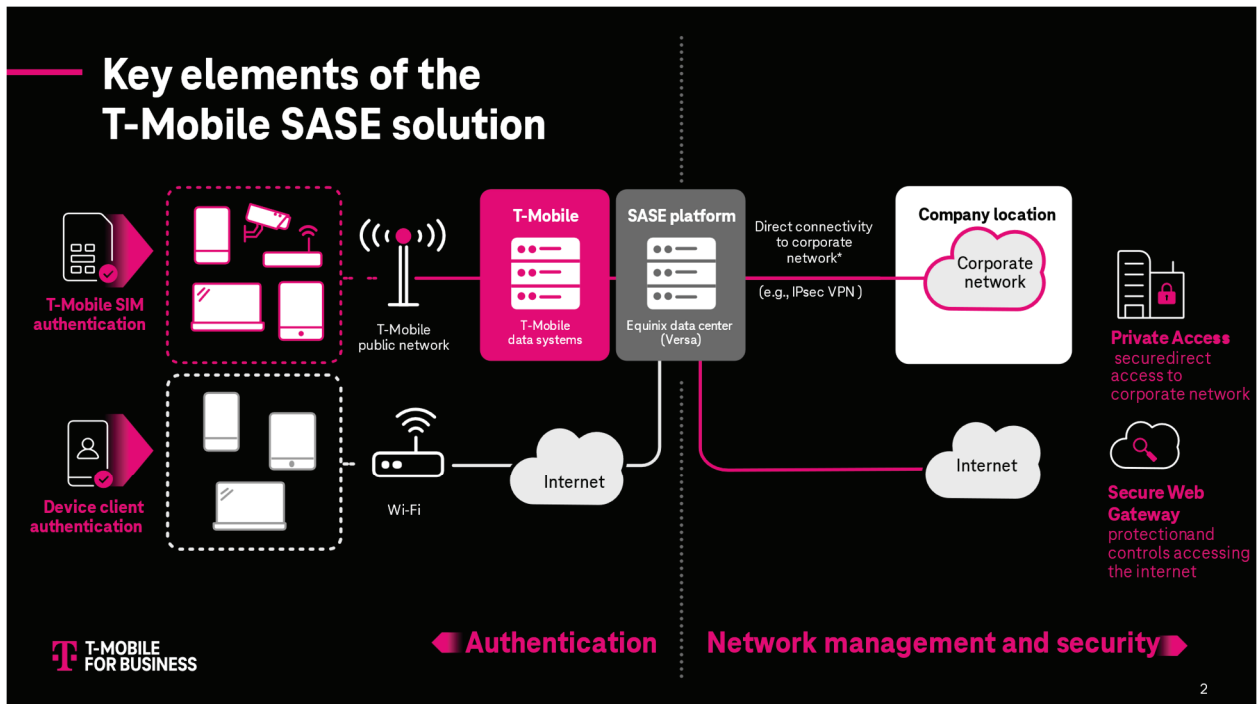 Key elements of the
T-Mobile SASE solution
T-Mobile SIM
authentication
T-Mobile
public network
T-Mobile
T-Mobile
data systems
SASE platform
Equinix data center
(Versa)
Direct connectivity
to corporate
network*
(e.g., IPsec VPN )
Company location
Corporate
network
Private Access
securedirect
access to
corporate network
Device client
authentication
Wi-Fi
Internet
Internet
Secure Web
Gateway
protectionand
controls accessing
the internet
Authentication
Network management and security
T
T-MOBILE
FOR BUSINESS
2